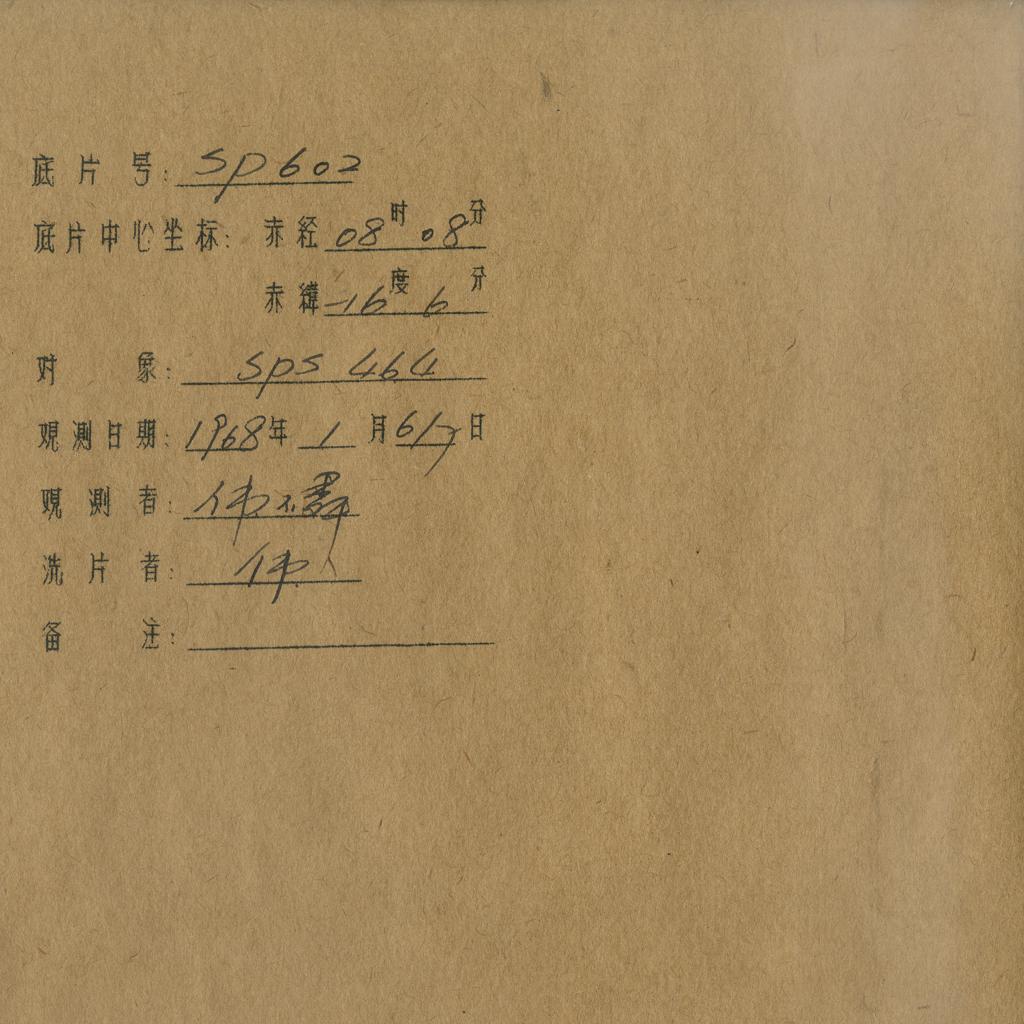 底片号: SP602
底片中心坐标: 赤经 08时08分
赤纬 -16度6分
对象: SPS 464
观测日期: 1968年1月6/7日
观测者:
洗片者:
备注: